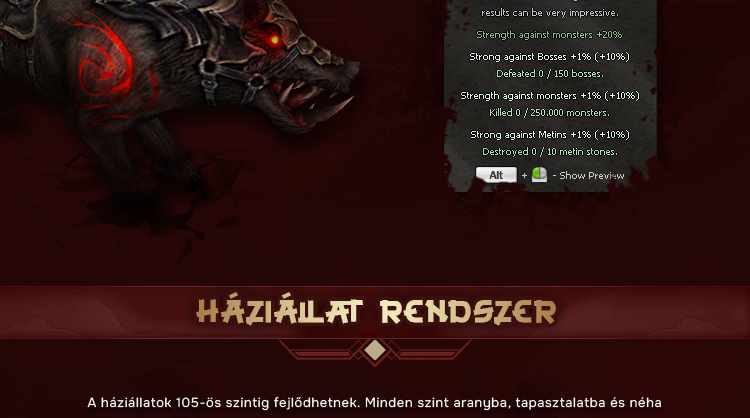 results can be very impressive.
Strength against monsters +20%
Strong against Bosses +1% (+10%)
Defeated 0 / 150 bosses.
Strength against monsters +1% (+10%)
Killed 0 / 250.000 monsters.
Strong against Metins +1% (+10%)
Destroyed 0 / 10 metin stones.
Alt + - Show Preview
HÁZIÁLLAT RENDSZER
A háziállatok 105-ös szintig fejlődhetnek. Minden szint aranyba, tapasztalatba és néha